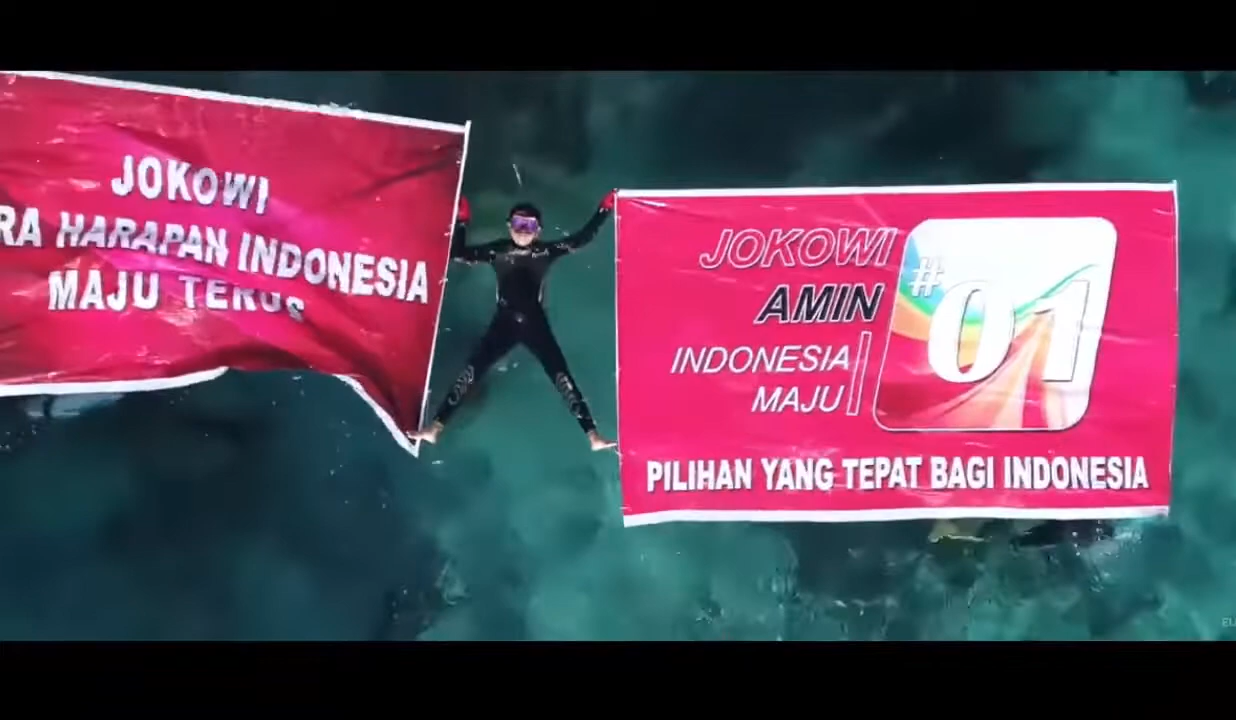 JOKOWI
RA HARAPAN INDONESIA
MAJU TERUS
JOKOWI
AMIN
INDONESIA
MAJU
#01
PILIHAN YANG TEPAT BAGI INDONESIA